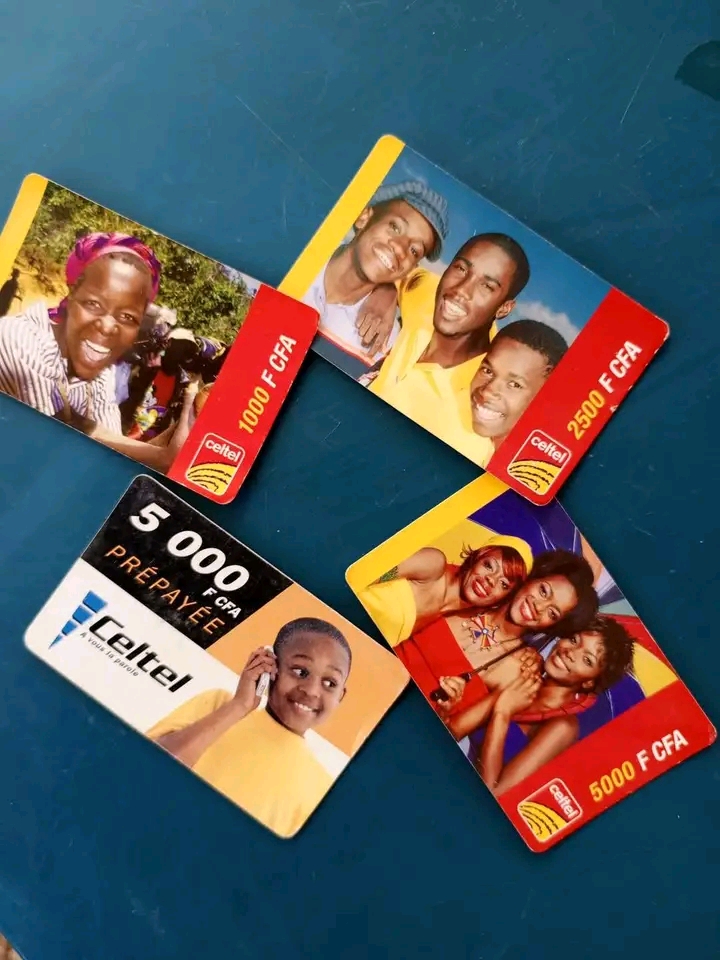 1000 F CFA
celtel
2500 F CFA
celtel
5 000
F CFA
PRÉPAYÉE
Celtel
A vous la parole
5000 F CFA
celtel